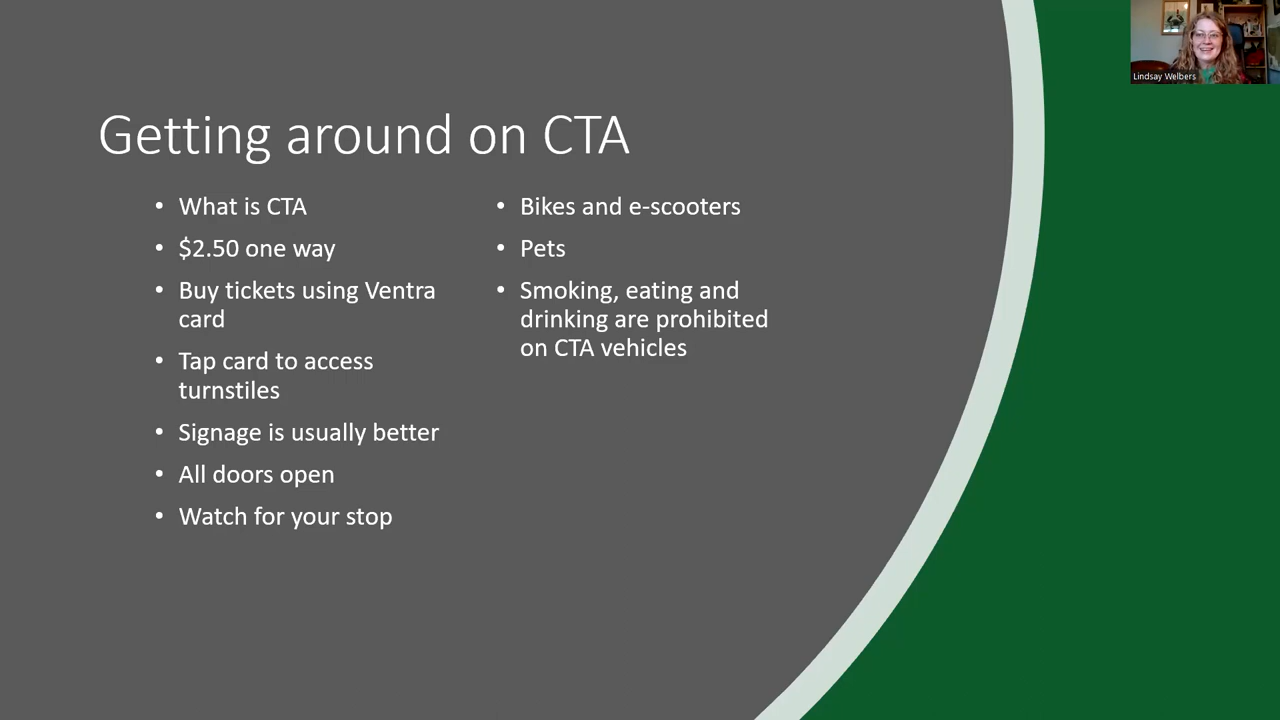 Lindsay Welbers
Getting around on CTA
• What is CTA
• $2.50 one way
• Buy tickets using Ventra
card
• Tap card to access
turnstiles
• Signage is usually better
• All doors open
• Watch for your stop
• Bikes and e-scooters
• Pets
• Smoking, eating and
drinking are prohibited
on CTA vehicles